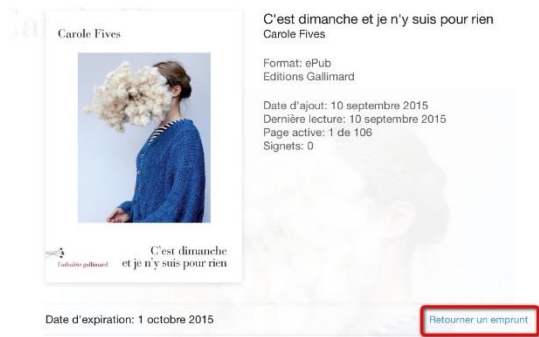 Carole Fives
C'est dimanche
et je n'y suis pour rien
l'arbalète gallimard
C'est dimanche et je n'y suis pour rien
Carole Fives
Format: ePub
Editions Gallimard
Date d'ajout: 10 septembre 2015
Dernière lecture: 10 septembre 2015
Page active: 1 de 106
Signets: 0
Date d'expiration: 1 octobre 2015
Retourner un emprunt